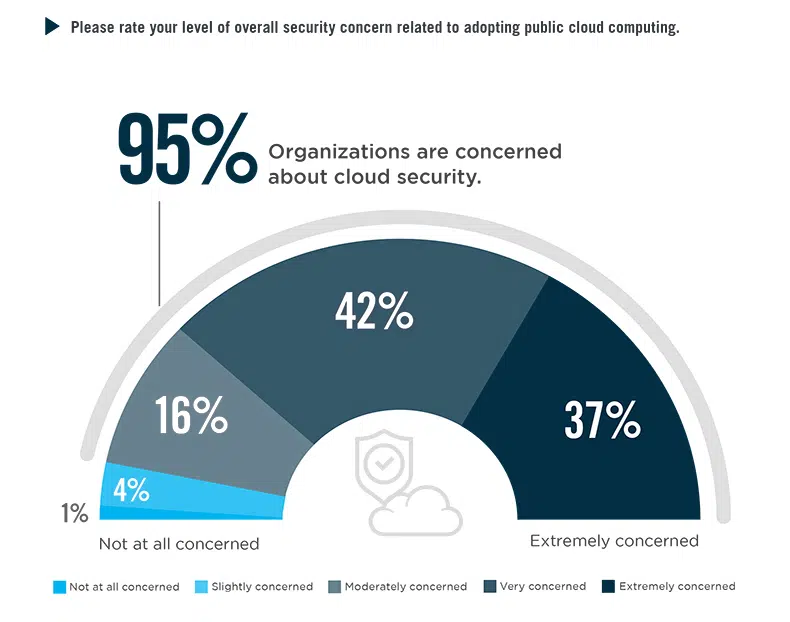 Please rate your level of overall security concern related to adopting public cloud computing.
95%
Organizations are concerned
about cloud security.
42%
16%
37%
4%
1%
Not at all concerned
Extremely concerned
Not at all concerned
Slightly concerned
Moderately concerned
Very concerned
Extremely concerned